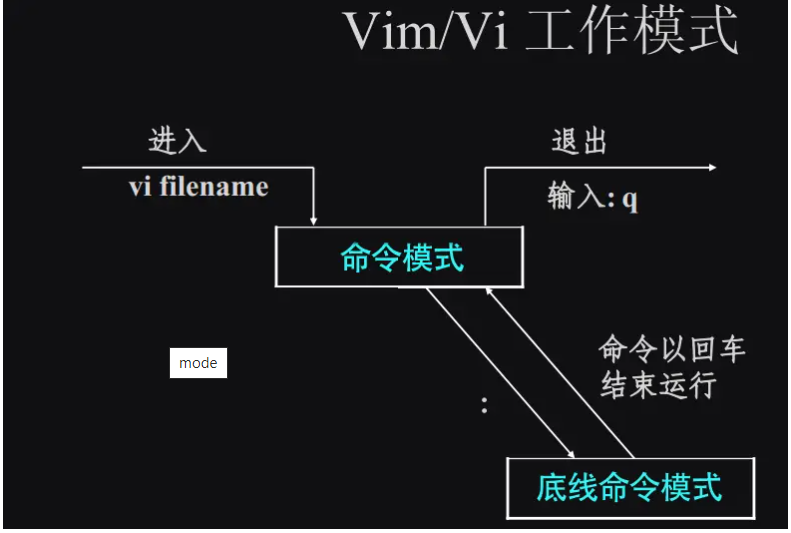 Vim/Vi 工作模式
进入
vi filename
退出
输入: q
命令模式
mode
命令以回车
结束运行
:
底线命令模式